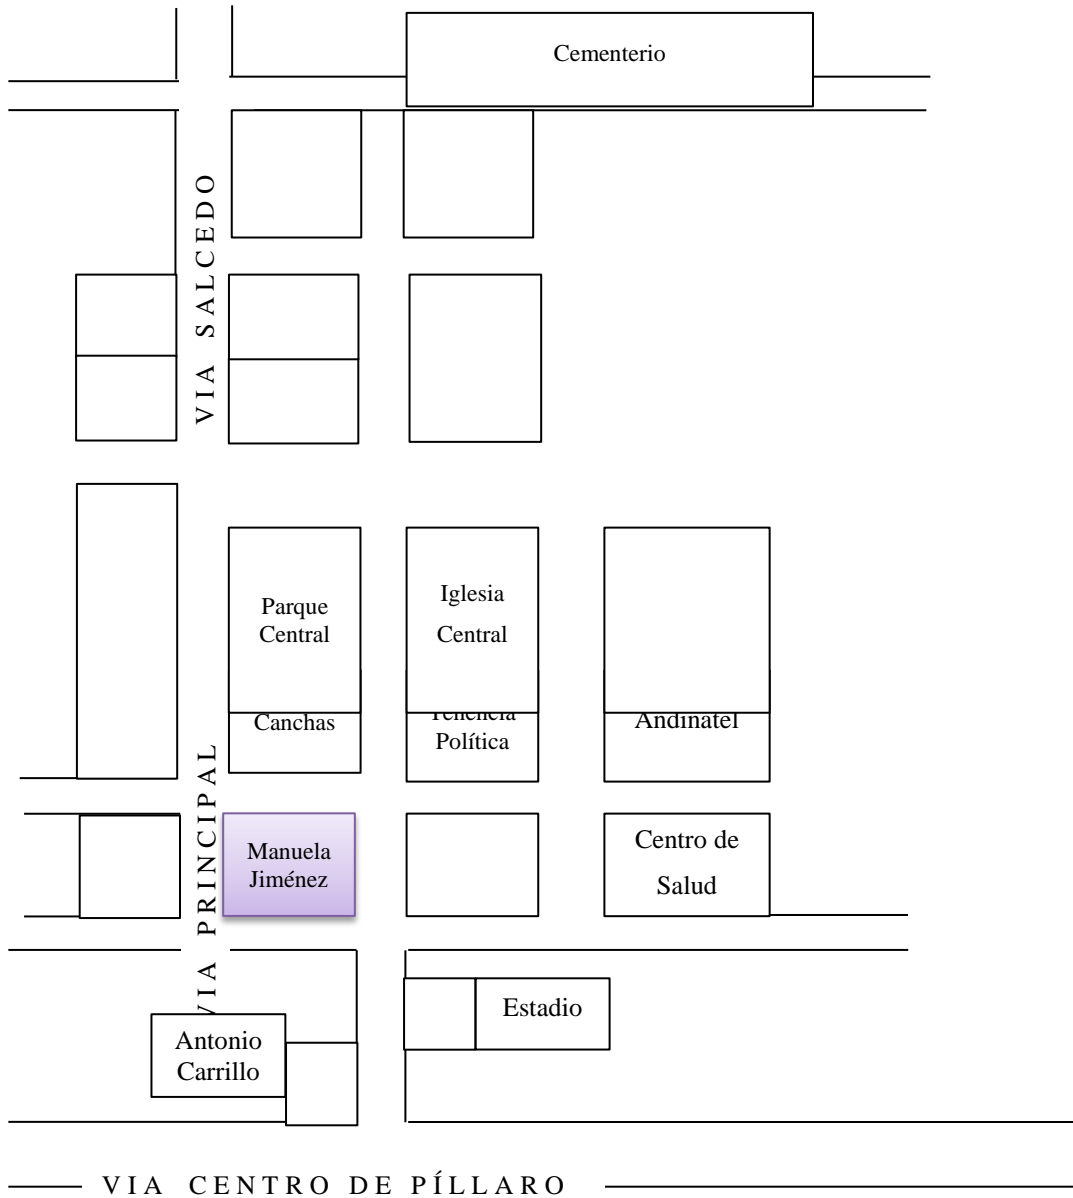 Cementerio
VIA SALCEDO
Parque
Central
Iglesia
Central
Canchas
Tenencia
Política
Andinatel
VIA PRINCIPAL
Manuela
Jiménez
Centro de
Salud
Estadio
Antonio
Carrillo
VIA CENTRO DE PÍLLARO